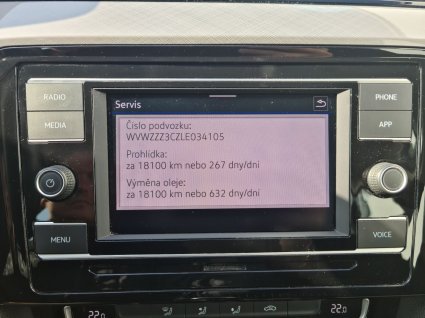 Servis
RADIO
MEDIA
MENU
PHONE
APP
VOICE
Číslo podvozku:
WVWZZZ3CZLE034105
Prohlídka:
za 18100 km nebo 267 dny/dní
Výměna oleje:
za 18100 km nebo 632 dny/dní
22.0
22.0